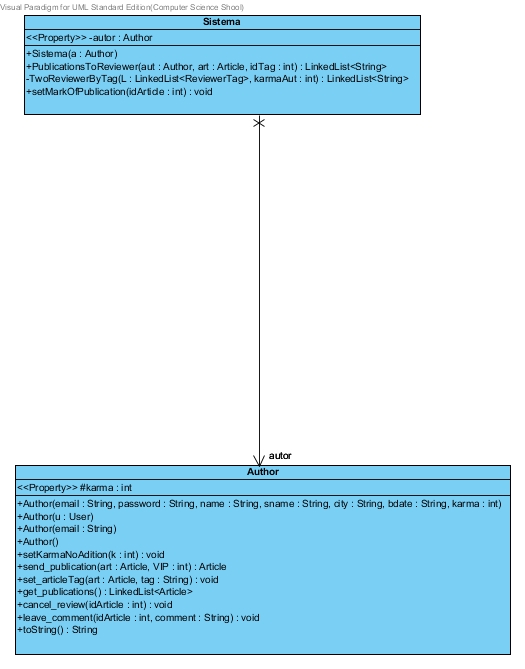 Visual Paradigm for UML Standard Edition(Computer Science Shool)
Sistema
<<Property>> -autor : Author
+Sistema(a : Author)
+PublicationsToReviewer(aut : Author, art : Article, idTag : int) : LinkedList<String>
-TwoReviewerByTag(L : LinkedList<ReviewerTag>, karmaAut : int) : LinkedList<String>
+setMarkOfPublication(idArticle : int) : void
autor
Author
<<Property>> #karma : int
+Author(email : String, password : String, name : String, sname : String, city : String, bdate : String, karma : int)
+Author(u : User)
+Author(email : String)
+Author()
+setKarmaNoAdition(k : int) : void
+send_publication(art : Article, VIP : int) : Article
+set_articleTag(art : Article, tag : String) : void
+get_publications() : LinkedList<Article>
+cancel_review(idArticle : int) : void
+leave_comment(idArticle : int, comment : String) : void
+toString() : String